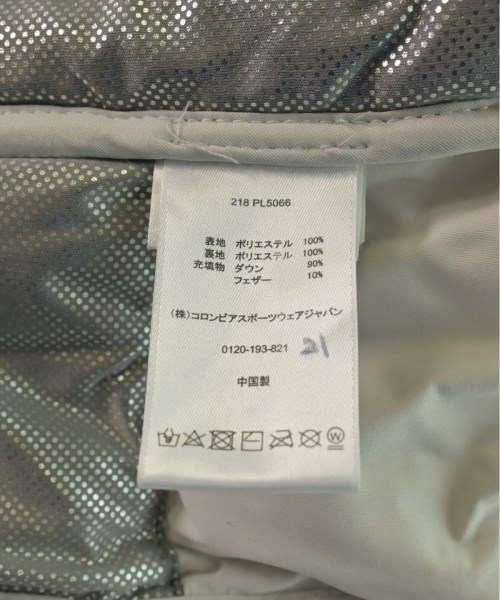 218 PL5066
表地 ポリエステル 100%
裏地 ポリエステル 100%
充填物 ダウン 90%
フェザー 10%
(株)コロンビアスポーツウェアジャパン
0120-193-821 21
中国製
W